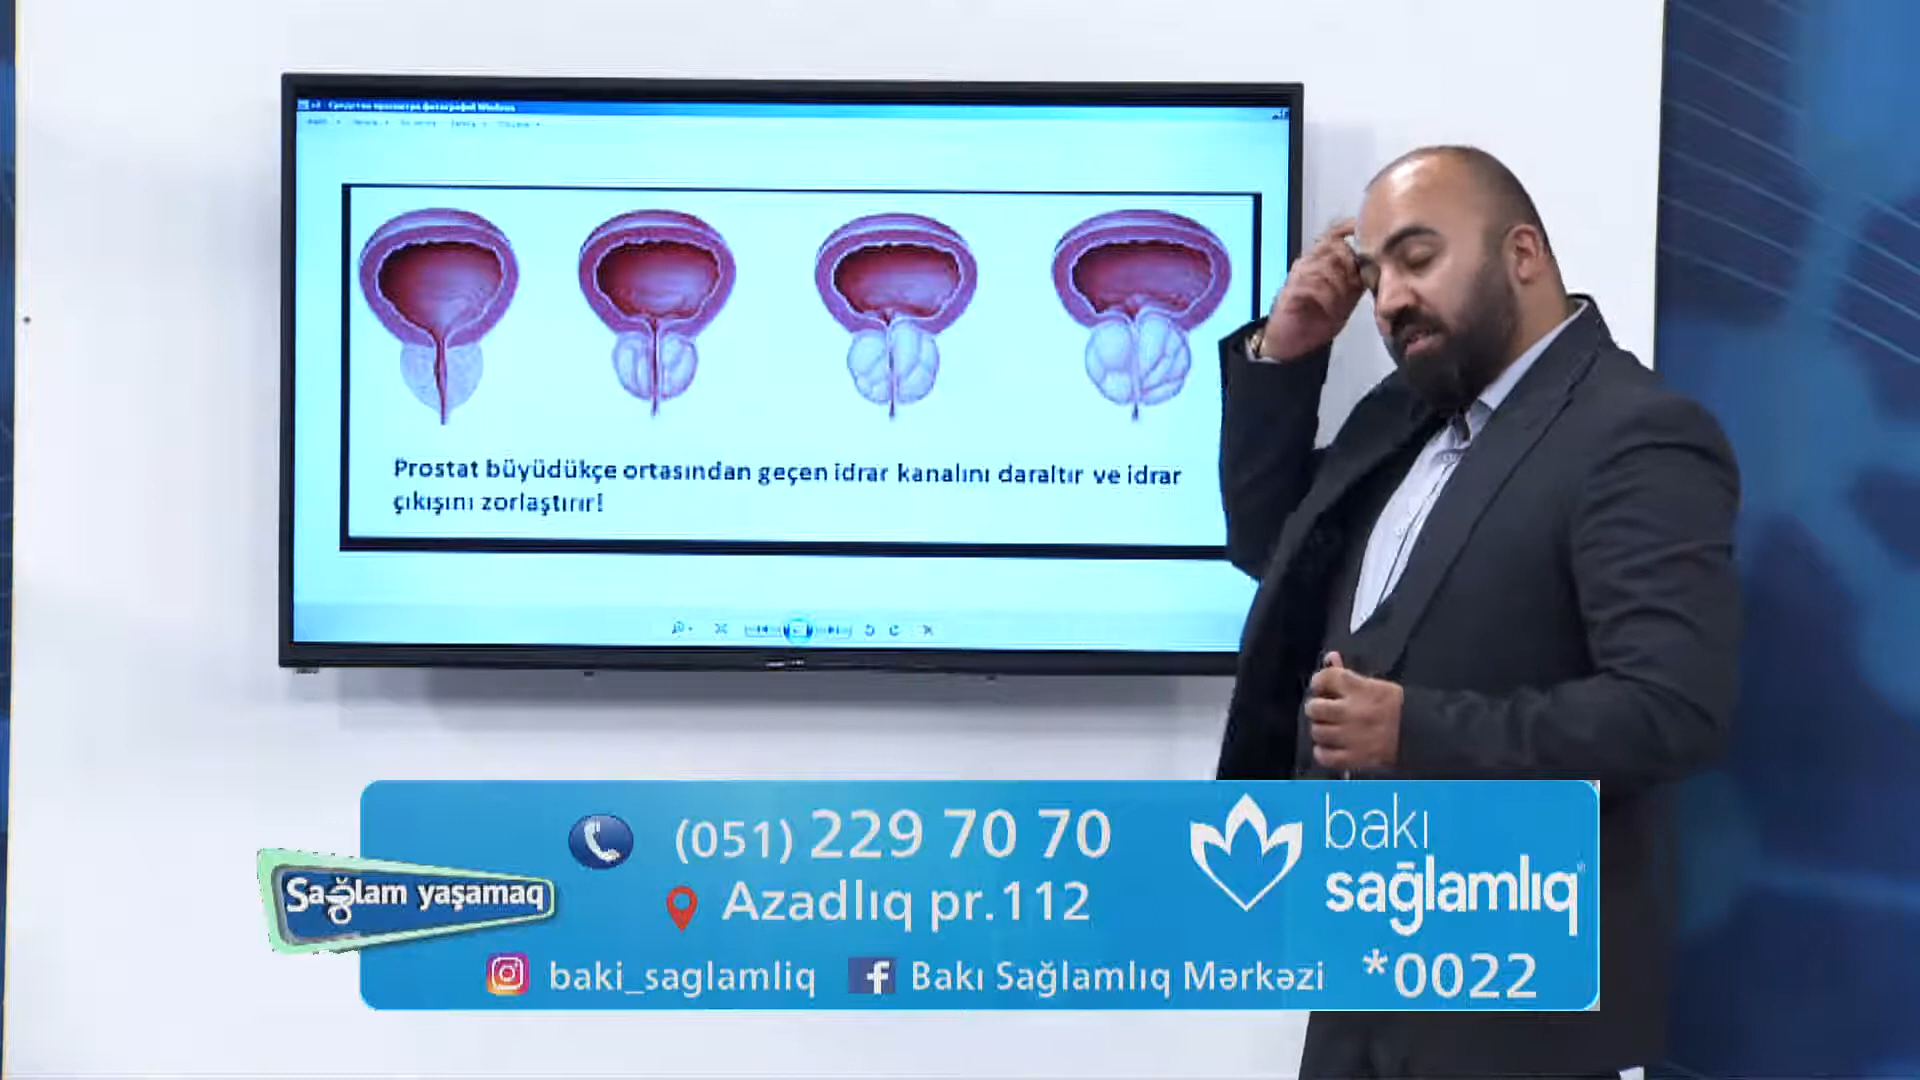 Prostat büyüdükçe ortasından geçen idrar kanalını daraltır ve idrar
çıkışını zorlaştırır!
(051) 229 70 70
bakı
sağlamlıq
Sağlam yaşamaq
Azadlıq pr.112
baki_saglamliq
Bakı Sağlamlıq Mərkəzi
*0022